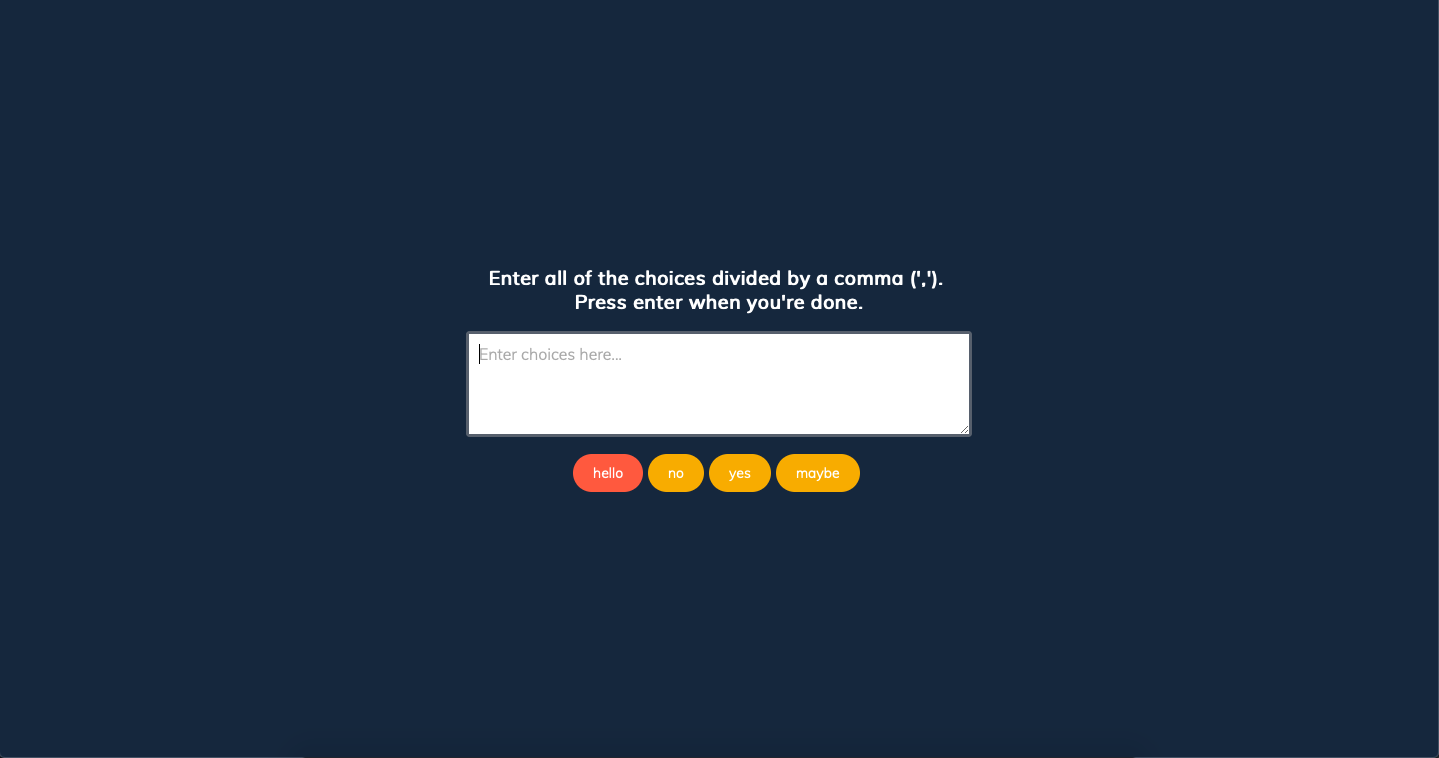 Enter all of the choices divided by a comma (',').
Press enter when you're done.
Enter choices here...
hello no yes maybe